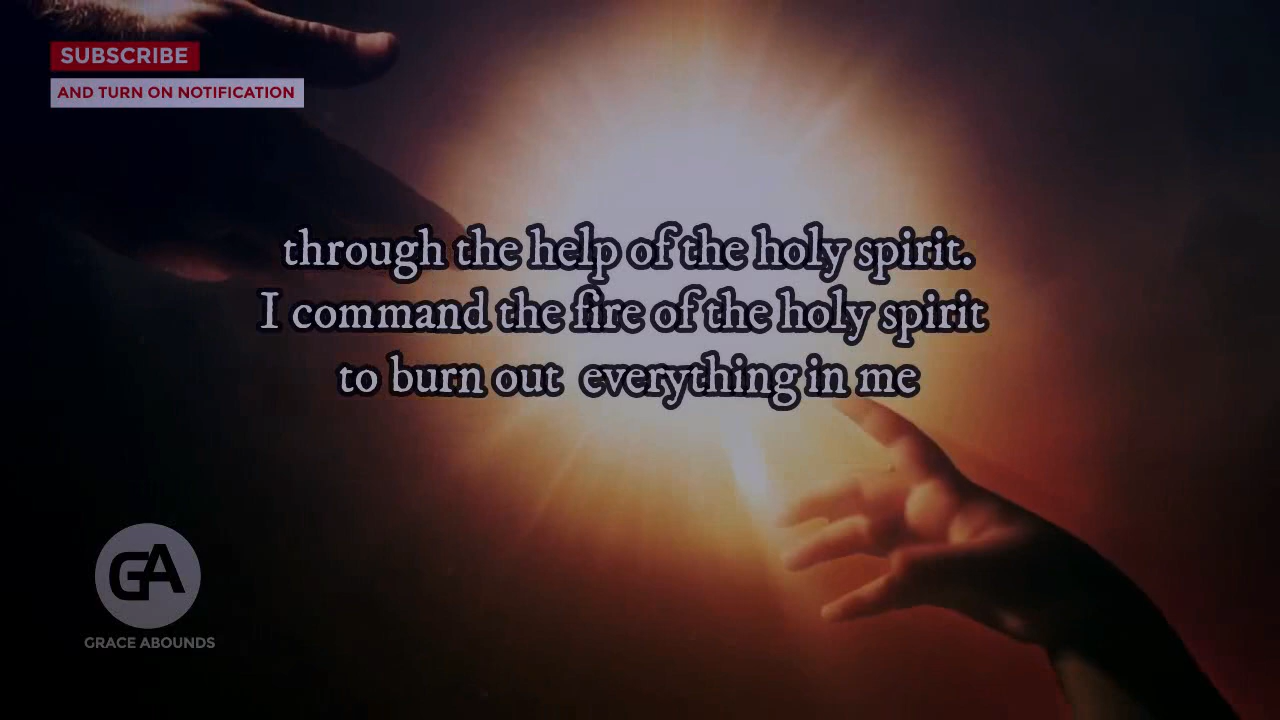 SUBSCRIBE
AND TURN ON NOTIFICATION
through the help of the holy spirit.
I command the fire of the holy spirit
to burn out everything in me
GA
GRACE ABOUNDS